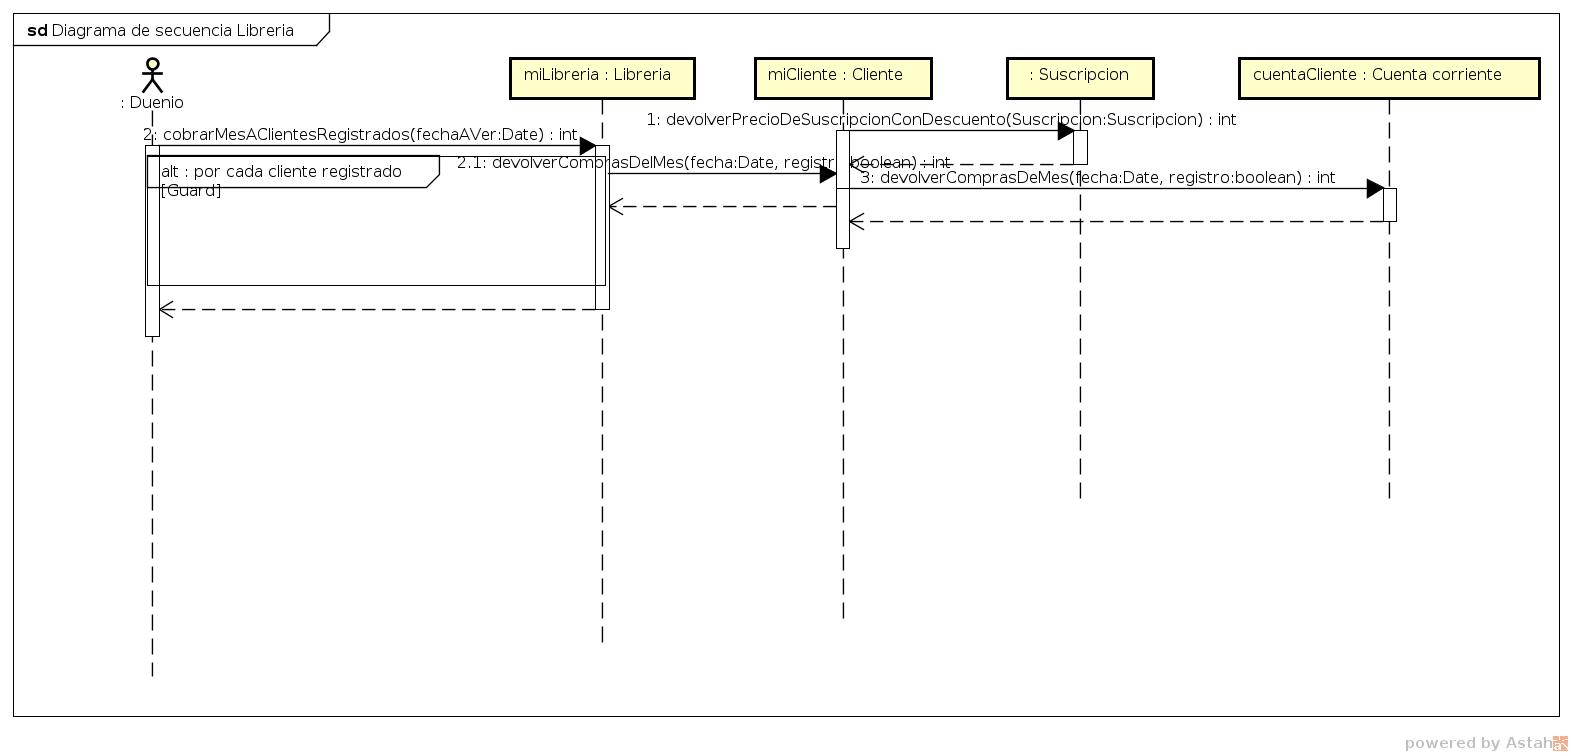 sd Diagrama de secuencia Libreria
: Duenio
miLibreria : Libreria
miCliente : Cliente
: Suscripcion
cuentaCliente : Cuenta corriente
1: devolverPrecioDeSuscripcionConDescuento(Suscripcion:Suscripcion) : int
2: cobrarMesAClientesRegistrados(fechaAVer:Date) : int
2.1: devolverComprasDelMes(fecha:Date, registro:boolean) : int
alt : por cada cliente registrado
3: devolverComprasDeMes(fecha:Date, registro:boolean) : int
[Guard]
powered by Astah